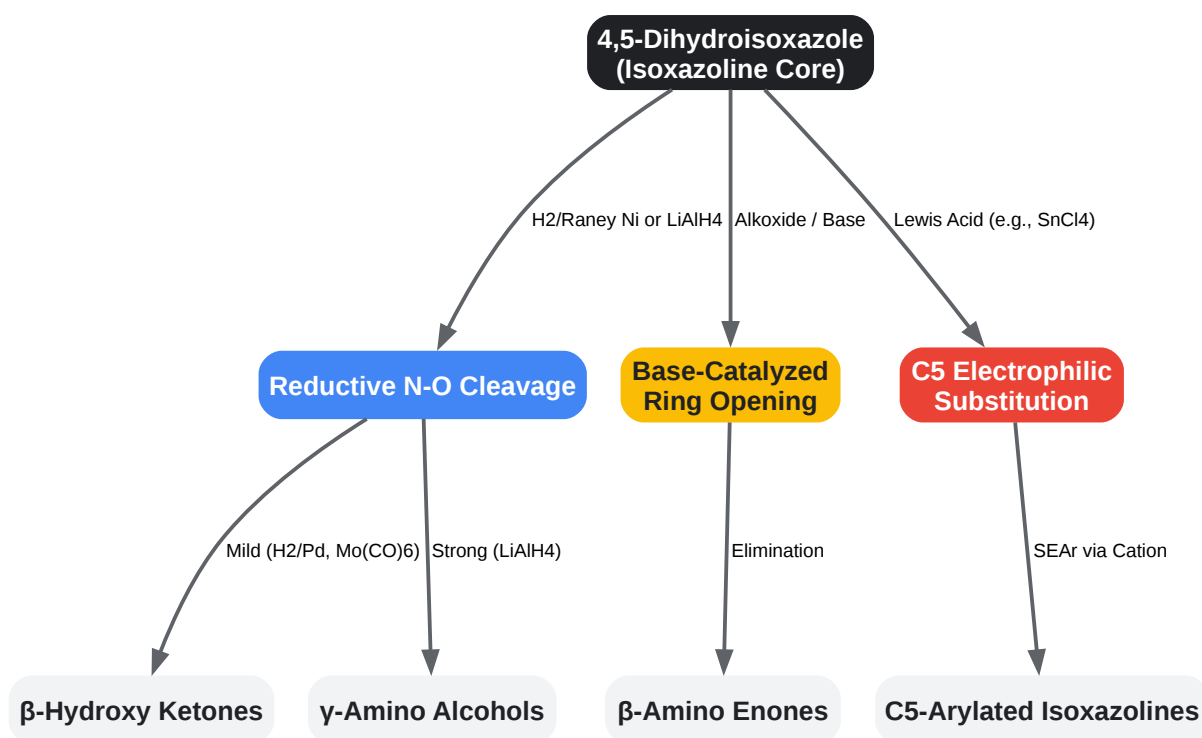 4,5-Dihydroisoxazole
(Isoxazoline Core)
H2/Raney Ni or LiAlH4
Alkoxide / Base
Lewis Acid (e.g., SnCl4)
Reductive N-O Cleavage
Base-Catalyzed
Ring Opening
C5 Electrophilic
Substitution
Mild (H2/Pd, Mo(CO)6)
Strong (LiAlH4)
Elimination
SEAr via Cation
β-Hydroxy Ketones
γ-Amino Alcohols
β-Amino Enones
C5-Arylated Isoxazolines